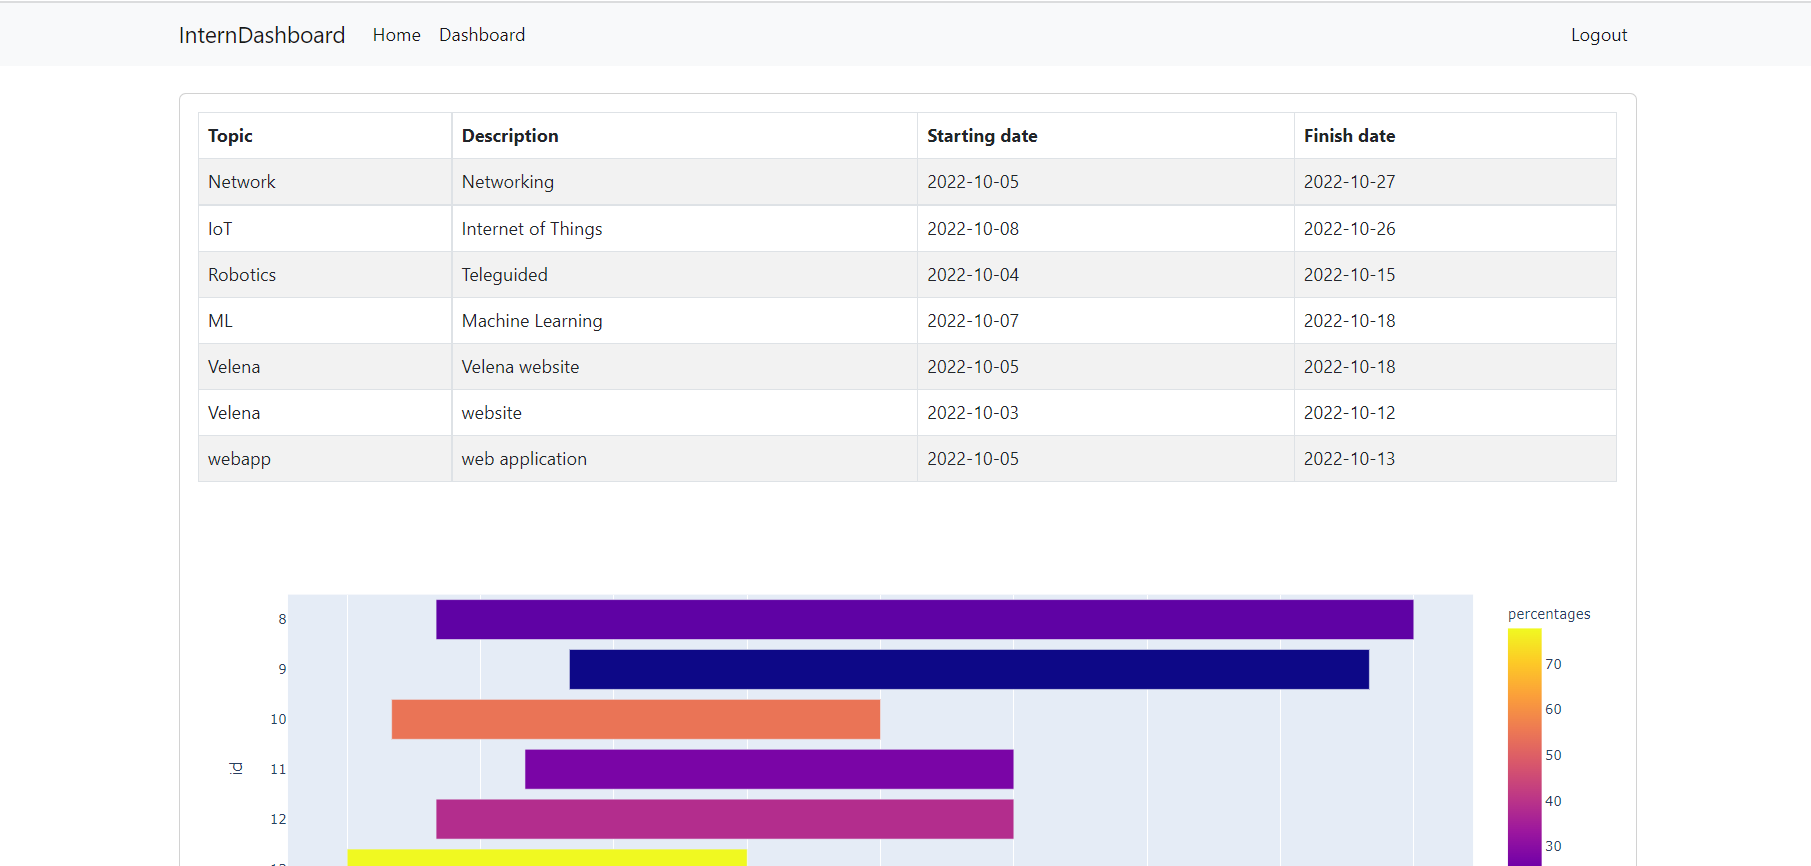 InternDashboard Home Dashboard Logout
Topic Description Starting date Finish date
Network Networking 2022-10-05 2022-10-27
IoT Internet of Things 2022-10-08 2022-10-26
Robotics Teleguided 2022-10-04 2022-10-15
ML Machine Learning 2022-10-07 2022-10-18
Velena Velena website 2022-10-05 2022-10-18
Velena website 2022-10-03 2022-10-12
webapp web application 2022-10-05 2022-10-13
percentages
8
9
10
11
12
id
70
60
50
40
30